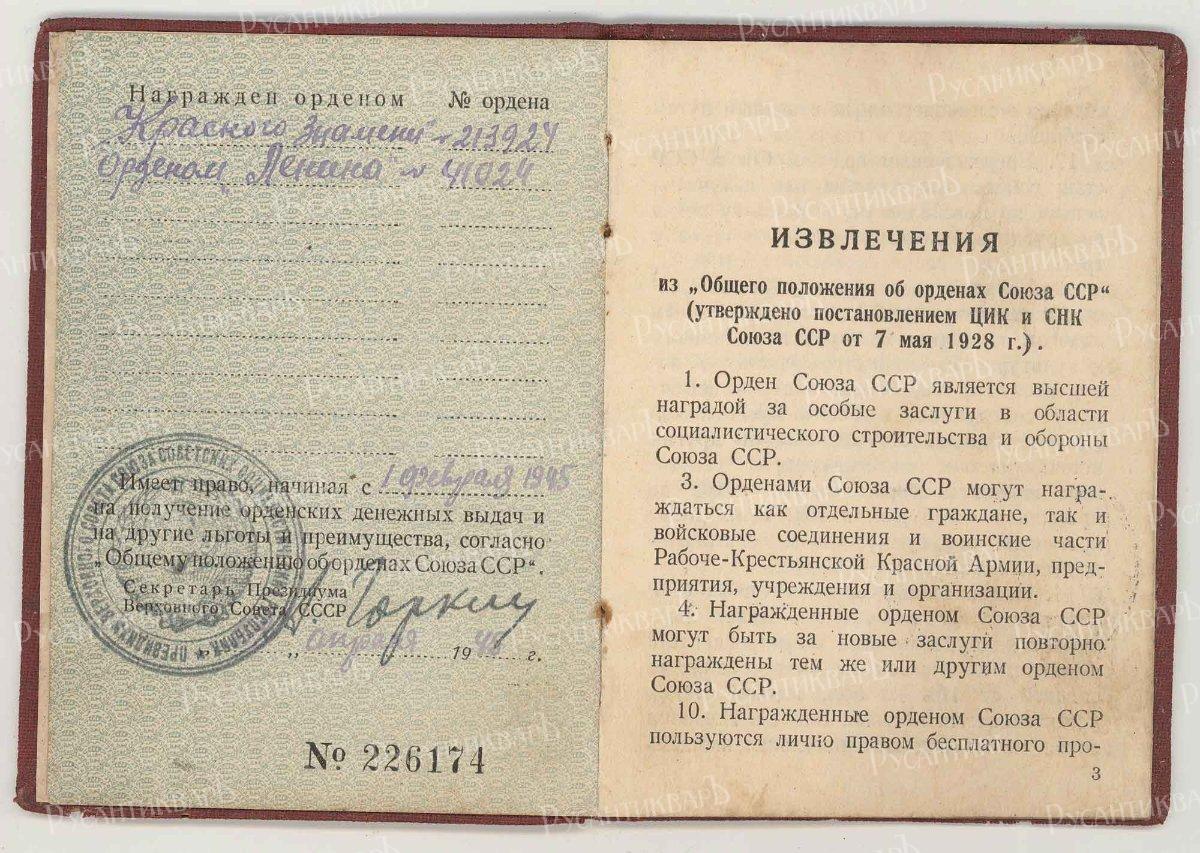 Награжден орденом № ордена
„Красного Знамени" № 213924
Орденом „Ленина" № 41024
Имеет право, начиная с 1 февраля 1945
на получение орденских денежных выдач и
на другие льготы и преимущества, согласно
„Общему положению об орденах Союза ССР".
Секретарь Президиума
Верховного Совета СССР
А Горкин
„ апреля 19 г.
№ 226174
ИЗВЛЕЧЕНИЯ
из „Общего положения об орденах Союза ССР“
(утверждено постановлением ЦИК и СНК
Союза ССР от 7 мая 1928 г.).
1. Орден Союза ССР является высшей
наградой за особые заслуги в области
социалистического строительства и обороны
Союза ССР.
3. Орденами Союза ССР могут награ-
ждаться как отдельные граждане, так и
войсковые соединения и воинские части
Рабоче-Крестьянской Красной Армии, пред-
приятия, учреждения и организации.
4. Награжденные орденом Союза ССР
могут быть за новые заслуги повторно
награждены тем же или другим орденом
Союза ССР.
10. Награжденные орденом Союза ССР
пользуются лично правом бесплатного про-
3
РусАнтикварЪ